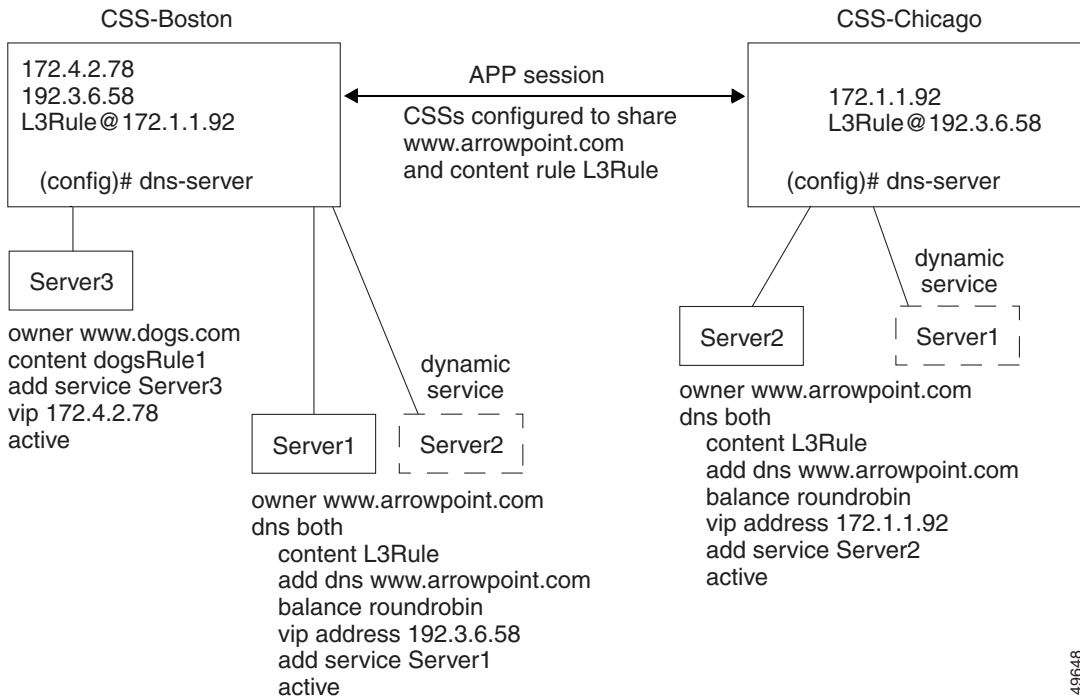 CSS-Boston
172.4.2.78
192.3.6.58
L3Rule@172.1.1.92
(config)# dns-server
APP session
CSSs configured to share
www.arrowpoint.com
and content rule L3Rule
CSS-Chicago
172.1.1.92
L3Rule@192.3.6.58
(config)# dns-server
Server3
owner www.dogs.com
content dogsRule1
add service Server3
vip 172.4.2.78
active
Server1
dynamic
service
Server2
owner www.arrowpoint.com
dns both
content L3Rule
add dns www.arrowpoint.com
balance roundrobin
vip address 192.3.6.58
add service Server1
active
Server2
dynamic
service
Server1
owner www.arrowpoint.com
dns both
content L3Rule
add dns www.arrowpoint.com
balance roundrobin
vip address 172.1.1.92
add service Server2
active
49648